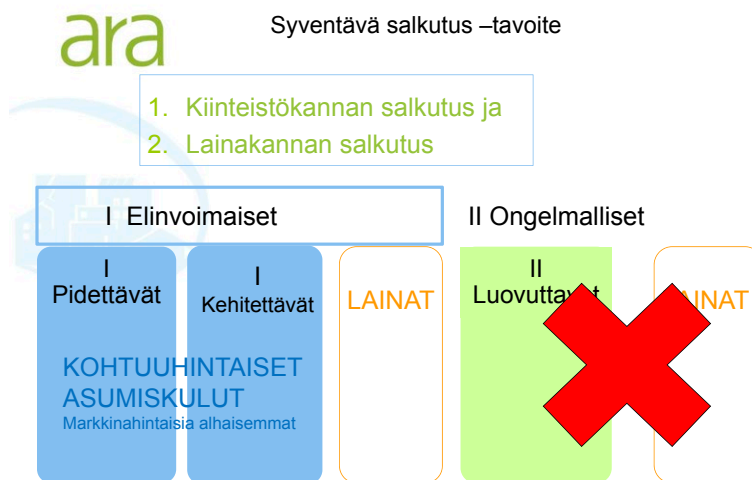 ara
Syventävä salkutus –tavoite
1. Kiinteistökannan salkutus ja
2. Lainakannan salkutus
I Elinvoimaiset
II Ongelmalliset
I
Pidettävät
I
Kehitettävät
LAINAT
II
KOHTUUHINTAISET
ASUMISKULUT
Markkinahintaisia alhaisemmat